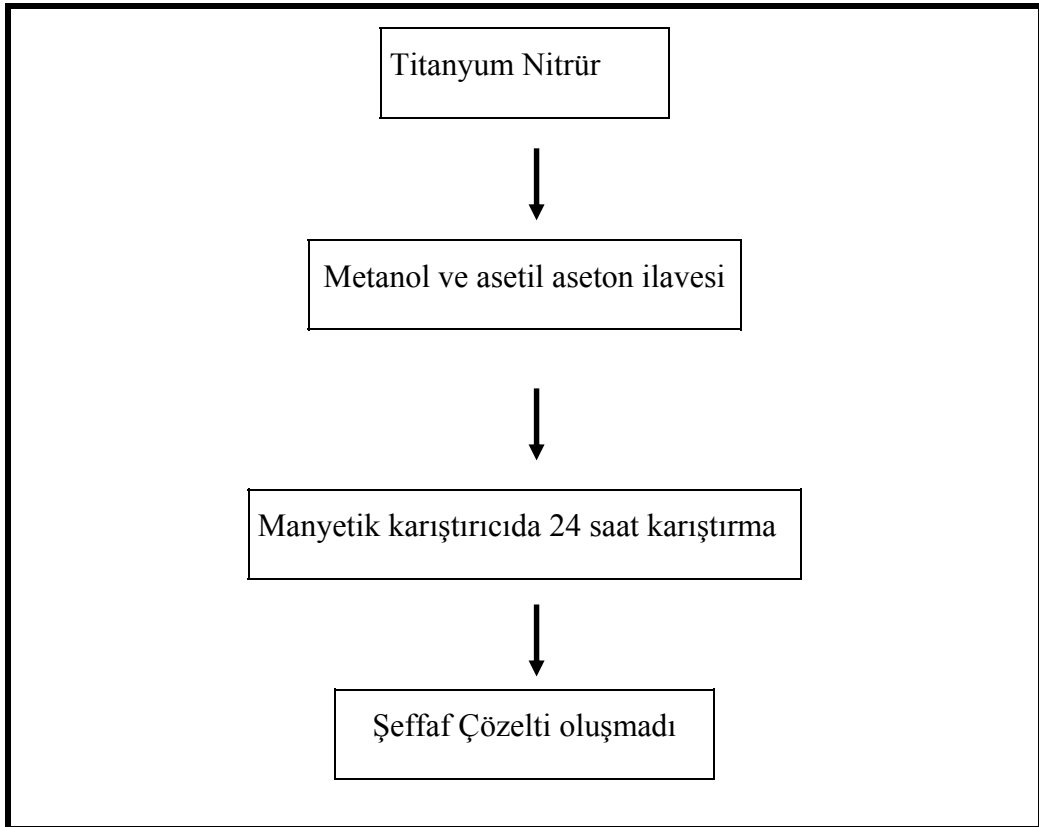 Titanyum Nitrür
Metanol ve asetil aseton ilavesi
Manyetik karıştırıcıda 24 saat karıştırma
Şeffaf Çözelti oluşmadı